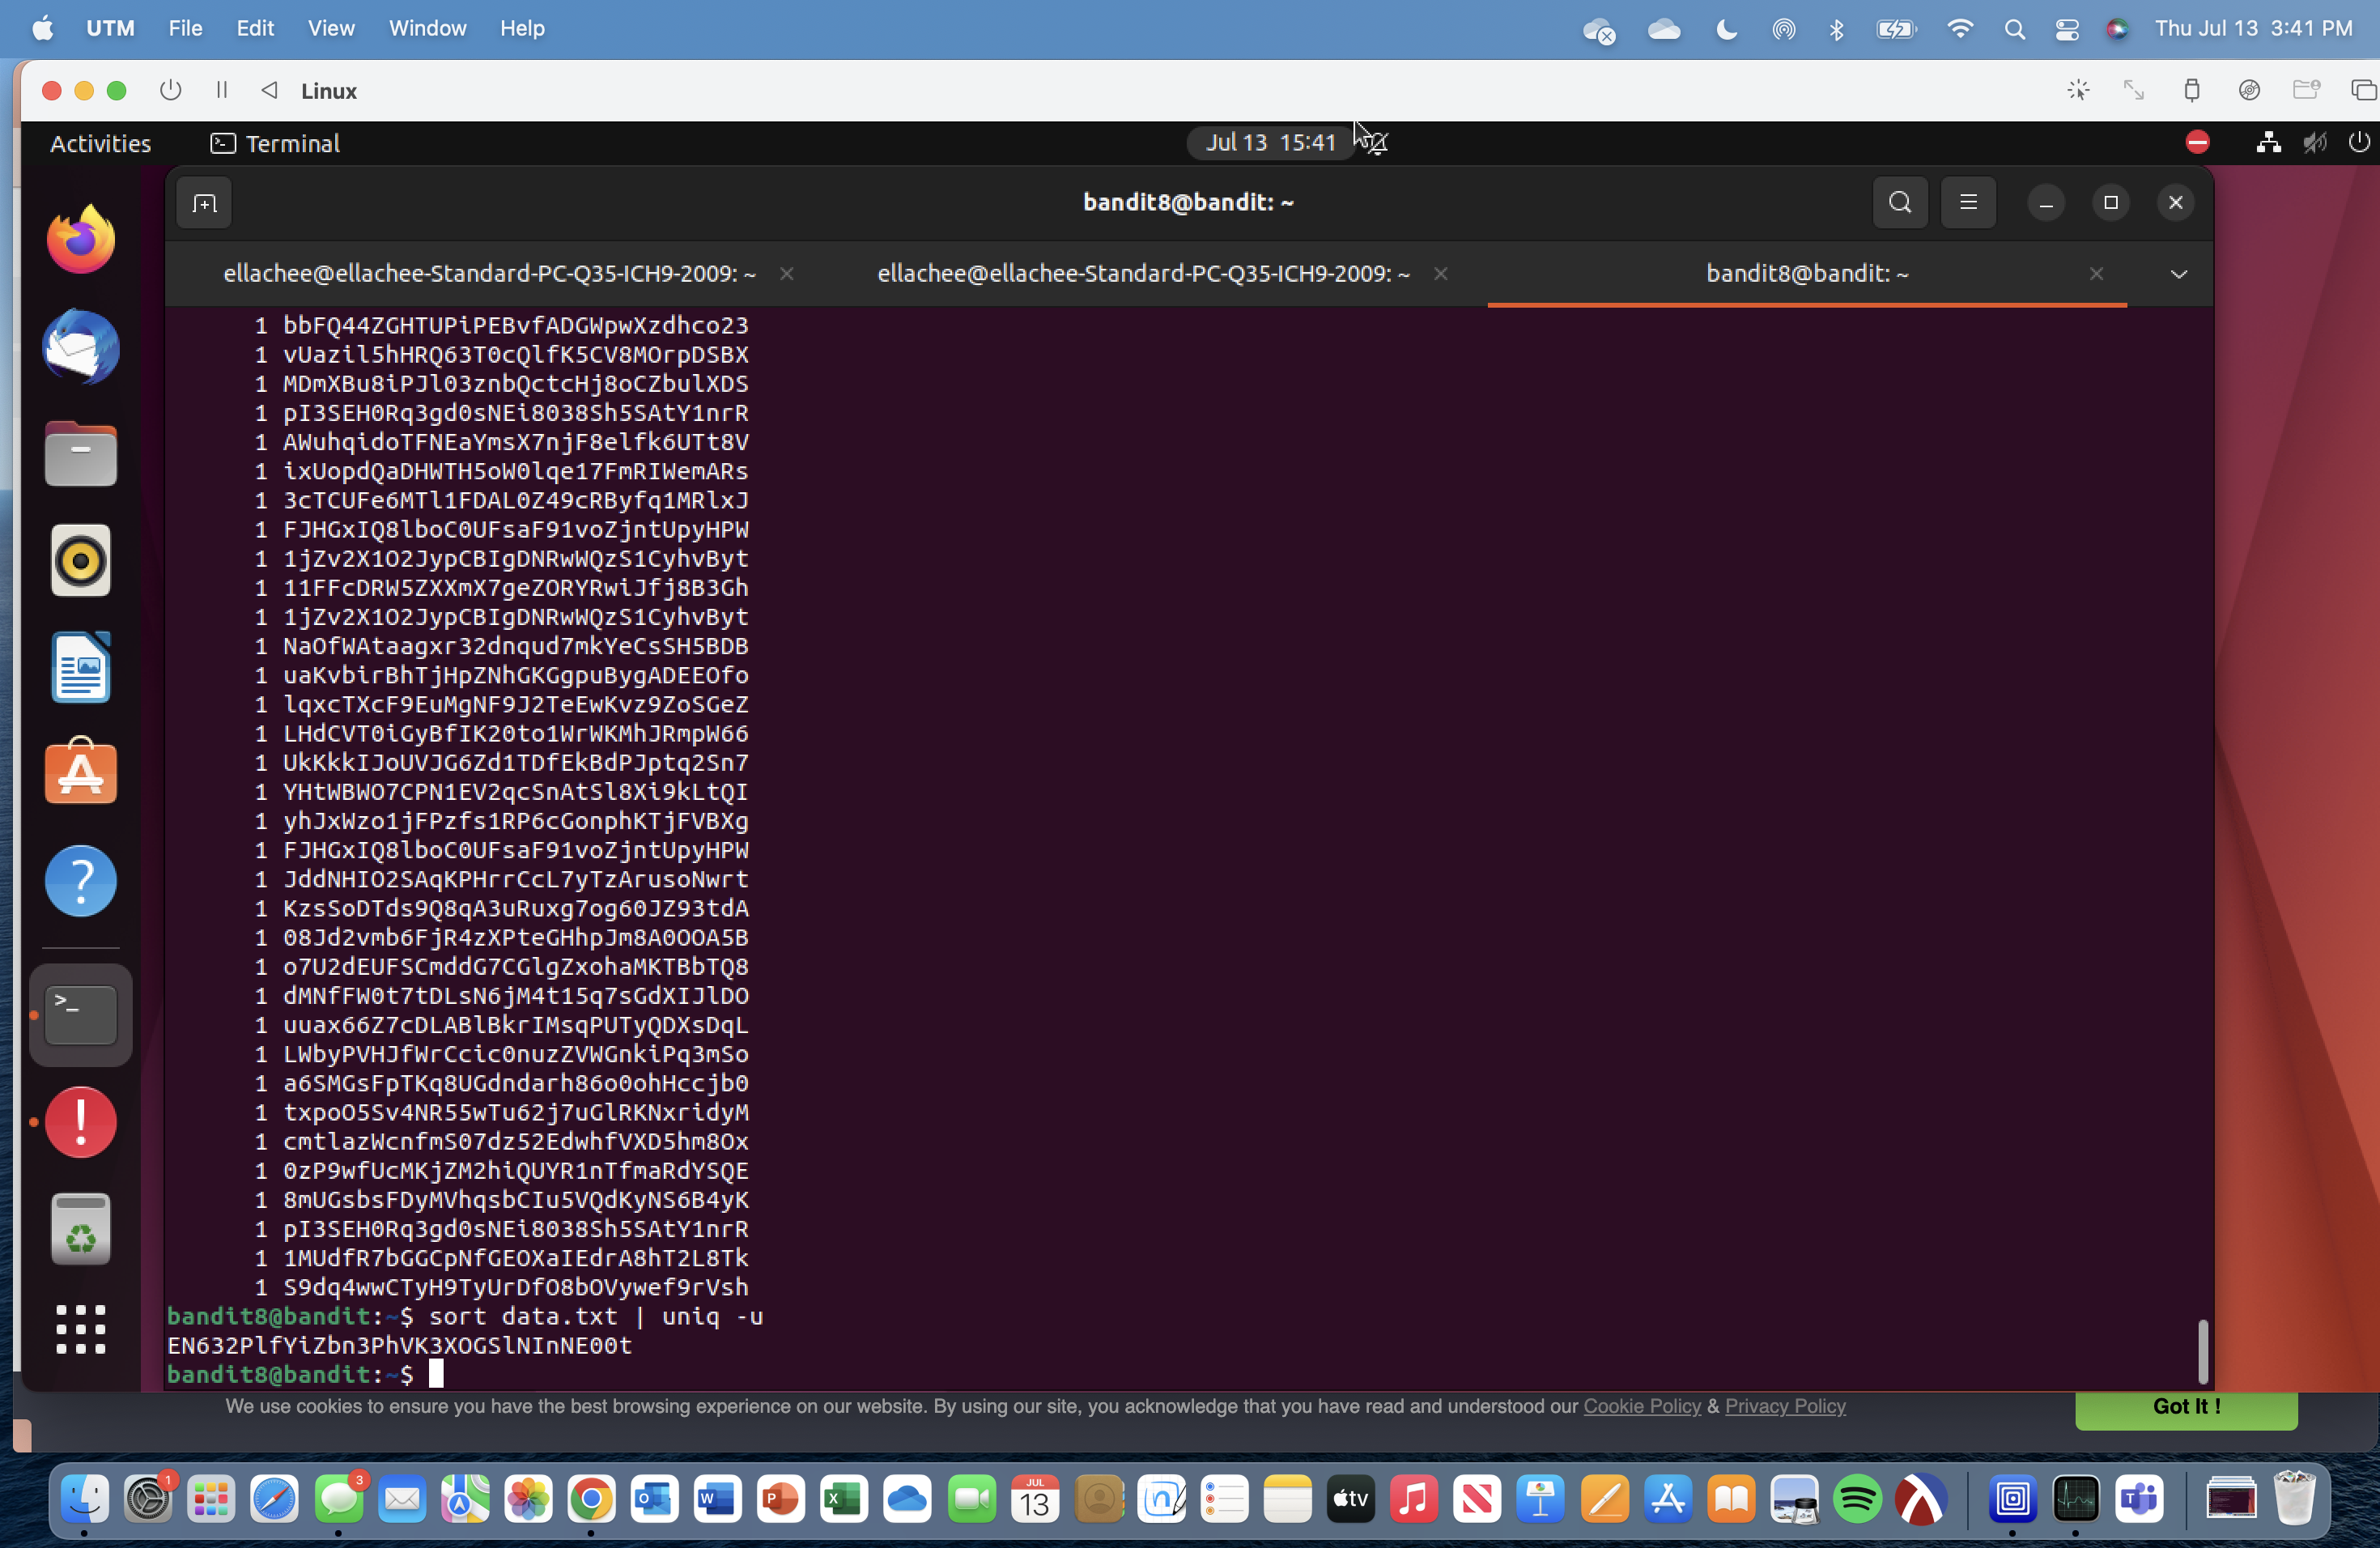 UTM File Edit View Window Help Thu Jul 13 3:41 PM
Linux
Activities Terminal Jul 13 15:41
bandit8@bandit: ~
ellachee@ellachee-Standard-PC-Q35-ICH9-2009: ~ ellachee@ellachee-Standard-PC-Q35-ICH9-2009: ~ bandit8@bandit: ~
1 bbFQ44ZGHTUPiPEBvfADGWpwXzdhco23
1 vUazil5hHRQ63T0cQlfK5CV8MOrpDSBX
1 MDmXBu8iPJl03znbQctcHj8oCZbulXDS
1 pI3SEH0Rq3gd0sNEi8038Sh5SAtY1nrR
1 AWuhqidoTFNEaYmsX7njF8elfk6UTt8V
1 ixUopdQaDHWTH5oW0lqe17FmRIWemARs
1 3cTCUFe6MTl1FDAL0Z49cRByfq1MRlxJ
1 FJHGxIQ8lboC0UFsaF91voZjntUpyHPW
1 1jZv2X1O2JypCBIgDNRwWQzS1CyhvByt
1 11FFcDRW5ZXXmX7geZORYRwiJfj8B3Gh
1 1jZv2X1O2JypCBIgDNRwWQzS1CyhvByt
1 NaOfWAtaagxr32dnqud7mkYeCsSH5BDB
1 uaKvbirBhTjHpZNhGKGgpuBygADEEOfo
1 lqxcTXcF9EuMgNF9J2TeEwKvz9ZoSGeZ
1 LHdCVT0iGyBfIK20to1WrWKMhJRmpW66
1 UkKkkIJoUVJG6Zd1TDfEkBdPJptq2Sn7
1 YHtWBWO7CPN1EV2qcSnAtSl8Xi9kLtQI
1 yhJxWzo1jFPzfs1RP6cGonphKTjFVBXg
1 FJHGxIQ8lboC0UFsaF91voZjntUpyHPW
1 JddNHIO2SAqKPHrrCcL7yTzArusoNwrt
1 KzsSoDTds9Q8qA3uRuxg7og60JZ93tdA
1 08Jd2vmb6FjR4zXPteGHhpJm8A0OOA5B
1 o7U2dEUFSCmddG7CGlgZxohaMKTBbTQ8
1 dMNfFW0t7tDLsN6jM4t15q7sGdXIJlDO
1 uuax66Z7cDLABlBkrIMsqPUTyQDXsDqL
1 LWbyPVHJfWrCcic0nuzZVWGnkiPq3mSo
1 a6SMGsFpTKq8UGdndarh86o0ohHccjb0
1 txpoO5Sv4NR55wTu62j7uGlRKNxridyM
1 cmtlazWcnfmS07dz52EdwhfVXD5hm8Ox
1 0zP9wfUcMKjZM2hiQUYR1nTfmaRdYSQE
1 8mUGsbsFDyMVhqsbCIu5VQdKyNS6B4yK
1 pI3SEH0Rq3gd0sNEi8038Sh5SAtY1nrR
1 1MUdfR7bGGCpNfGEOXaIEdrA8hT2L8Tk
1 S9dq4wwCTyH9TyUrDfO8bOVywef9rVsh
bandit8@bandit:~$ sort data.txt | uniq -u
EN632PlfYiZbn3PhVK3XOGSlNInNE00t
bandit8@bandit:~$
We use cookies to ensure you have the best browsing experience on our website. By using our site, you acknowledge that you have read and understood our Cookie Policy & Privacy Policy Got It !
1 3 JUL 13 tv